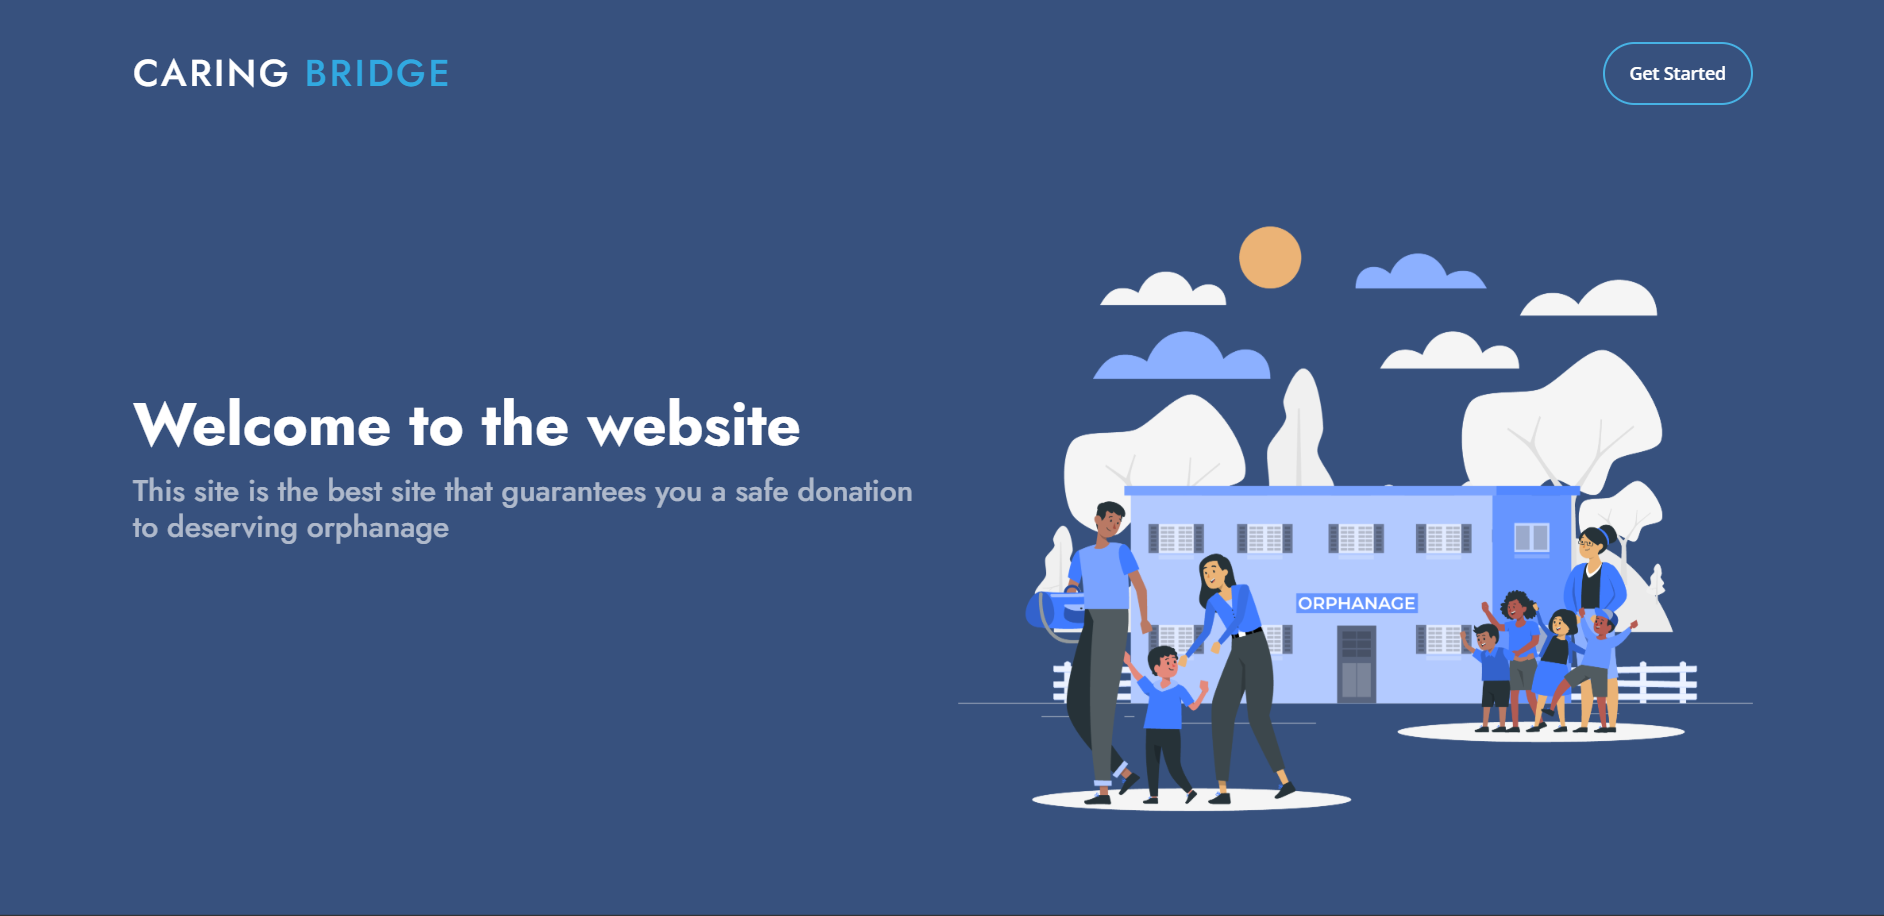 CARING BRIDGE
Get Started
Welcome to the website
This site is the best site that guarantees you a safe donation
to deserving orphanage
ORPHANAGE